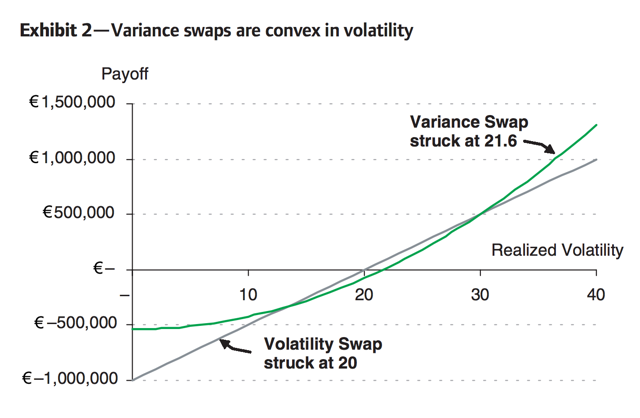 Exhibit 2—Variance swaps are convex in volatility
Payoff
€1,500,000
Variance Swap
struck at 21.6
€1,000,000
€500,000
Realized Volatility
€–
–
10
20
30
40
€–500,000
Volatility Swap
struck at 20
€–1,000,000